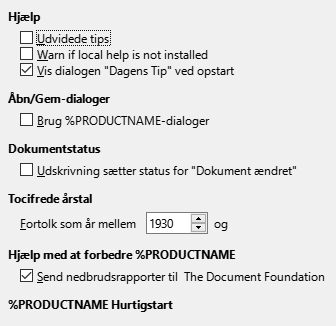 Hjælp
Udvidede tips
Warn if local help is not installed
Vis dialogen "Dagens Tip" ved opstart
Åbn/Gem-dialoger
Brug %PRODUCTNAME-dialoger
Dokumentstatus
Udskrivning sætter status for "Dokument ændret"
Tocifrede årstal
Fortolk som år mellem 1930 og
Hjælp med at forbedre %PRODUCTNAME
Send nedbrudsrapporter til The Document Foundation
%PRODUCTNAME Hurtigstart